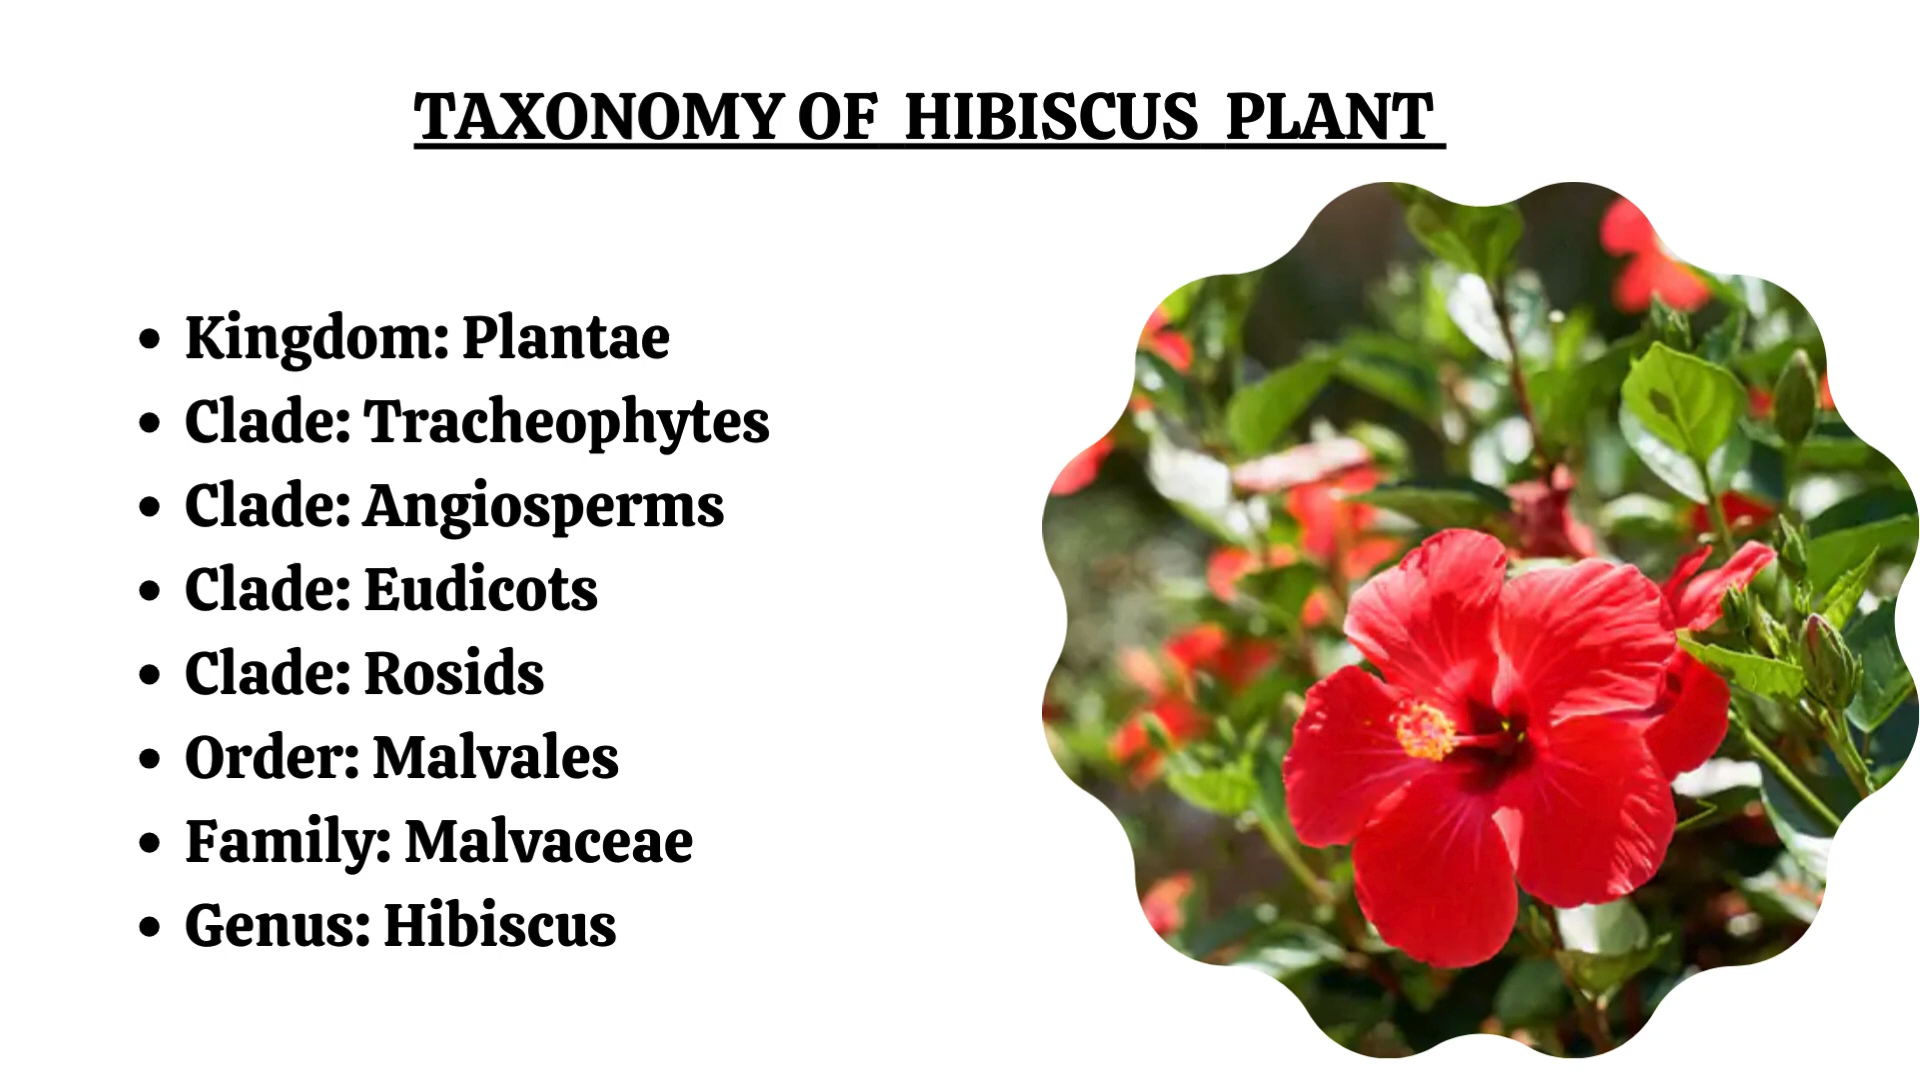 TAXONOMY OF HIBISCUS PLANT
• Kingdom: Plantae
• Clade: Tracheophytes
• Clade: Angiosperms
• Clade: Eudicots
• Clade: Rosids
• Order: Malvales
• Family: Malvaceae
• Genus: Hibiscus